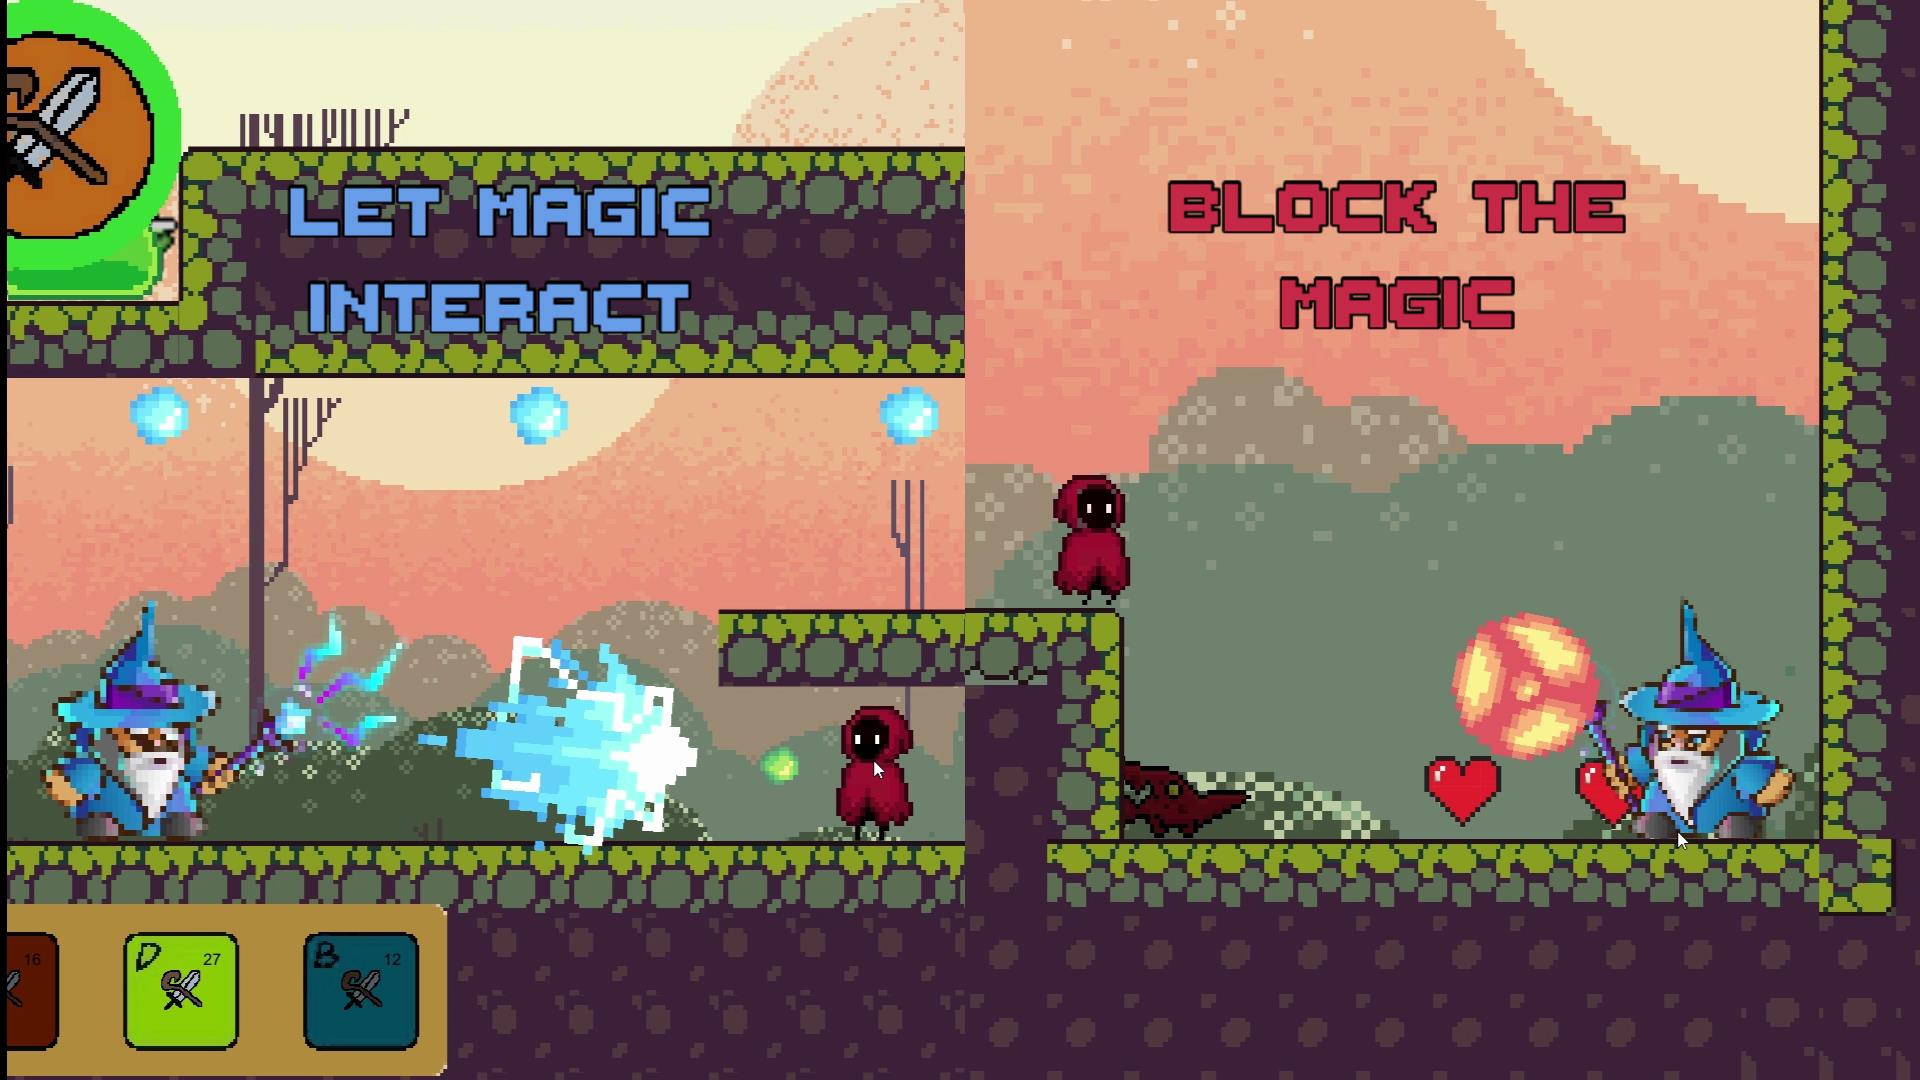 LET MAGIC
INTERACT
BLOCK THE
MAGIC
16
D 27
B 12